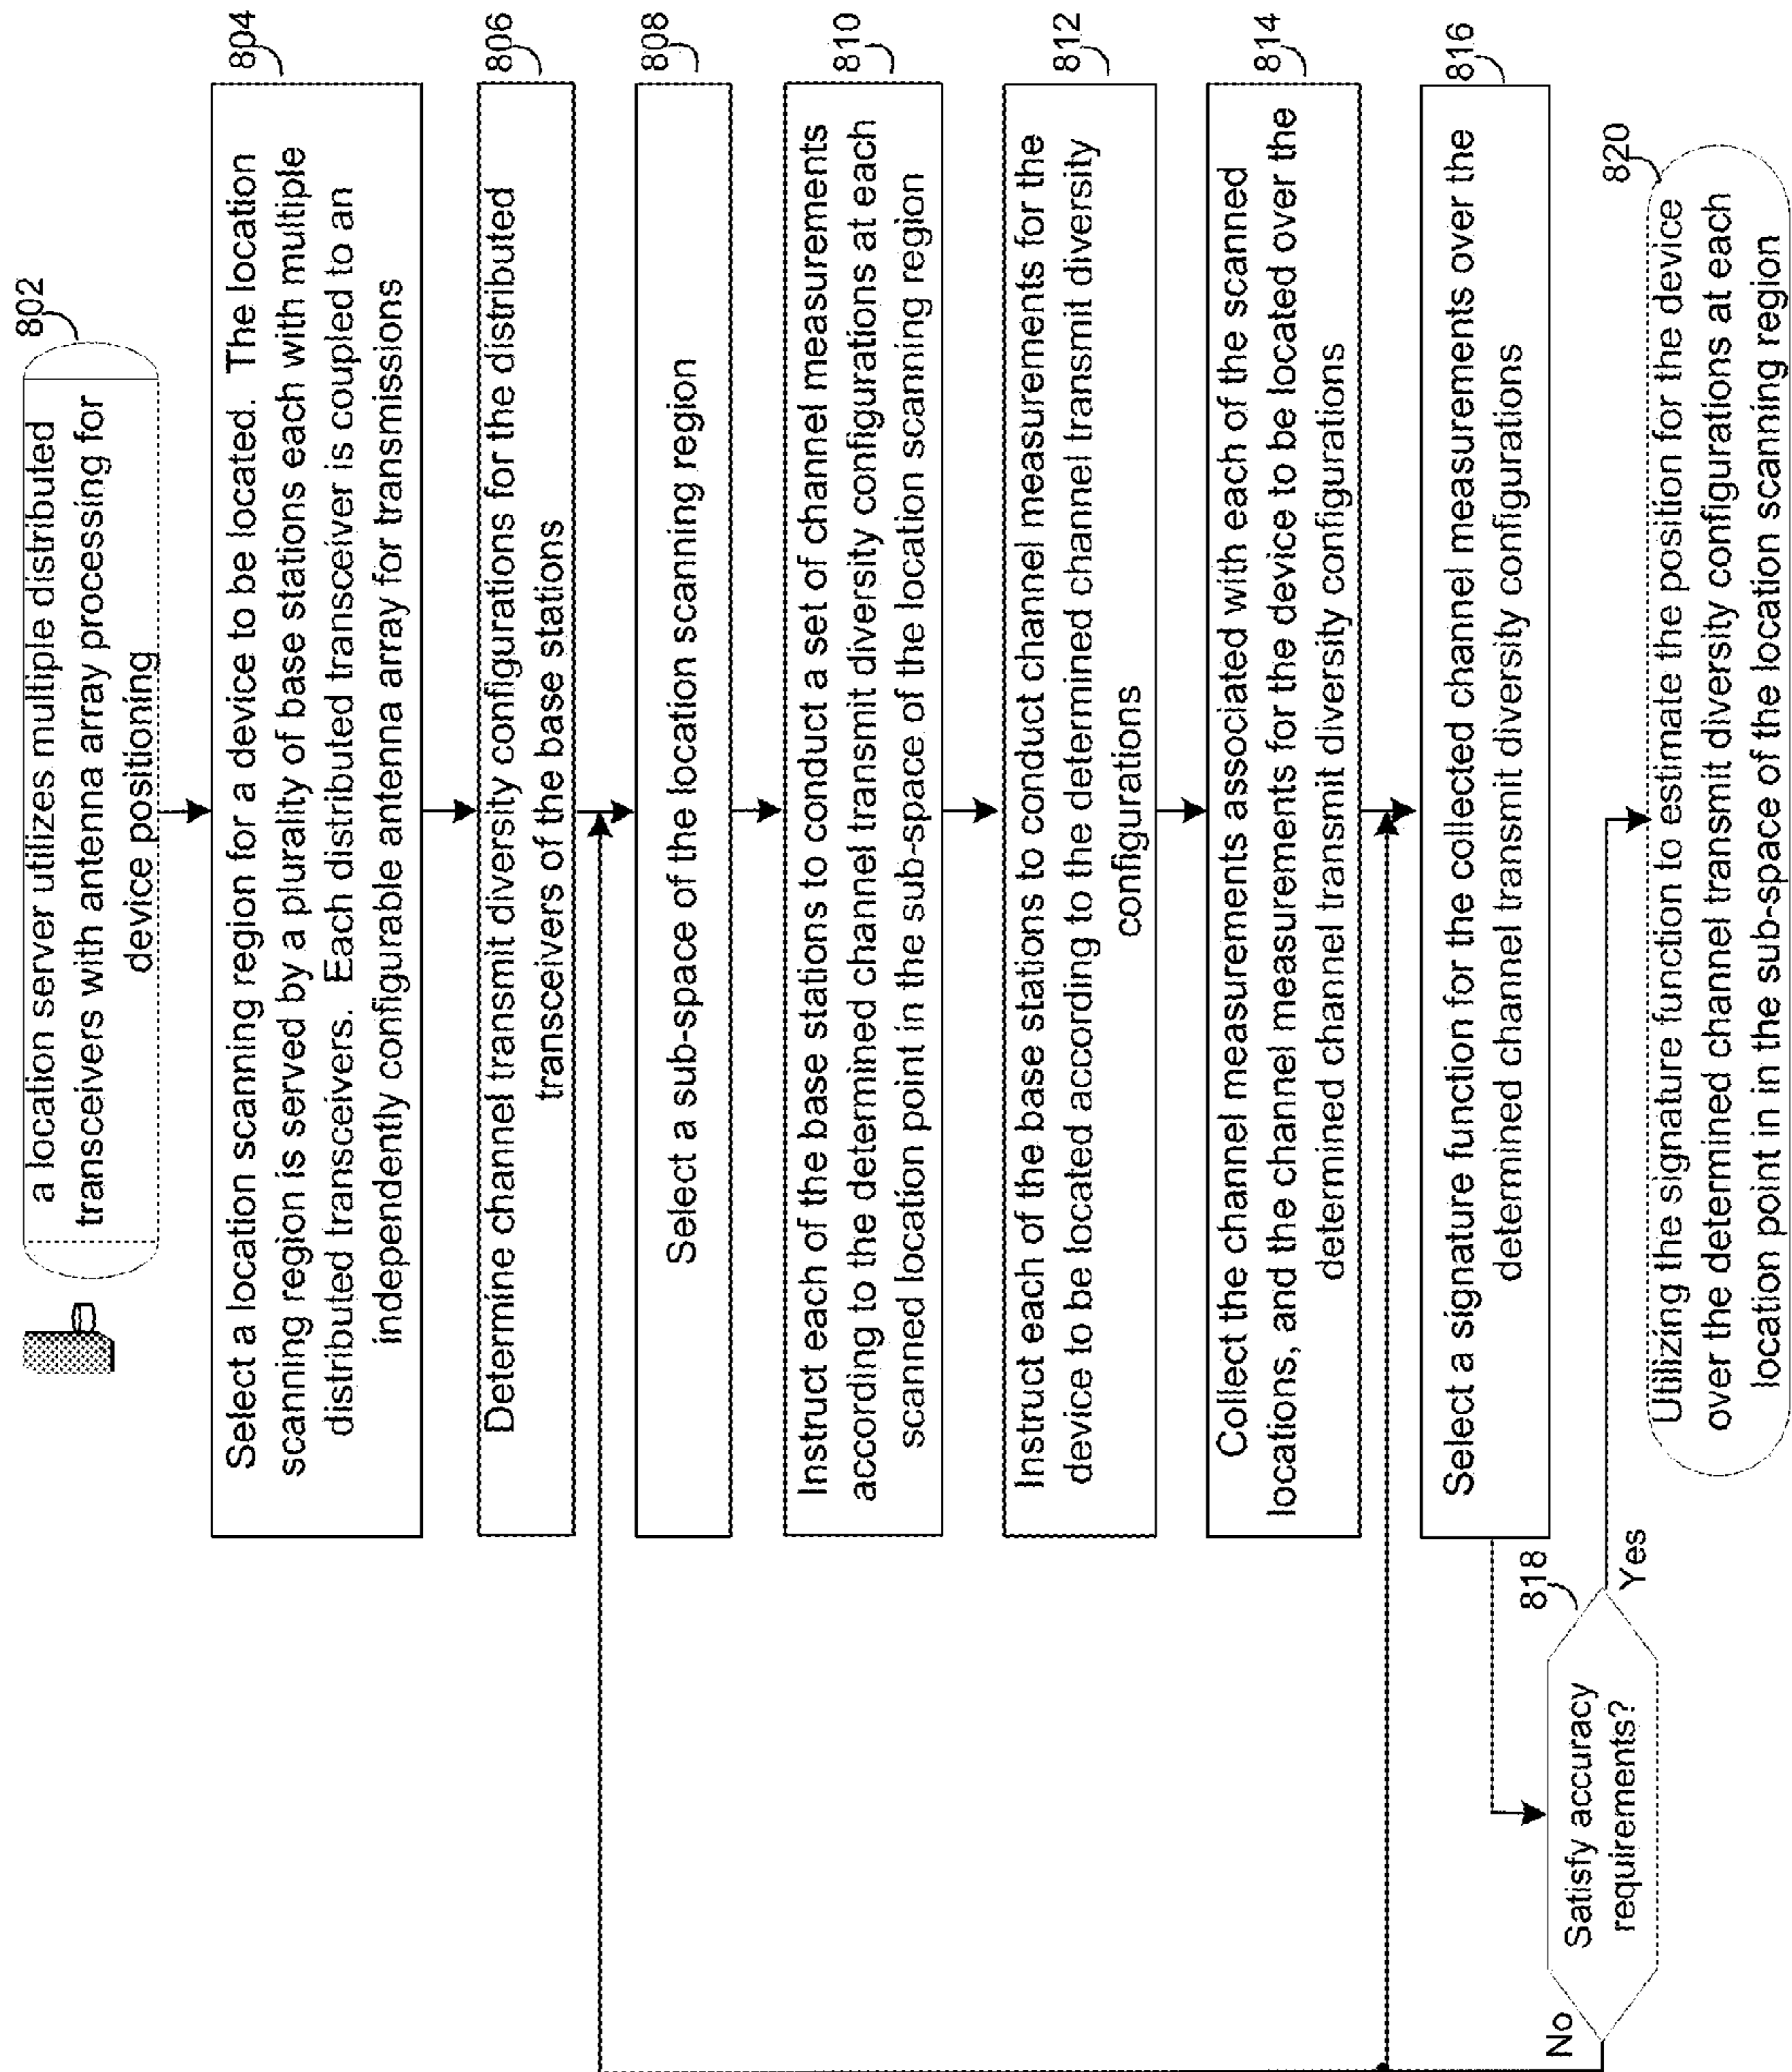 802
a location server utilizes multiple distributed
transceivers with antenna array processing for
device positioning
804
Select a location scanning region for a device to be located. The location
scanning region is served by a plurality of base stations each with multiple
distributed transceivers. Each distributed transceiver is coupled to an
independently configurable antenna array for transmissions
806
Determine channel transmit diversity configurations for the distributed
transceivers of the base stations
808
Select a sub-space of the location scanning region
810
Instruct each of the base stations to conduct a set of channel measurements
according to the determined channel transmit diversity configurations at each
scanned location point in the sub-space of the location scanning region
812
Instruct each of the base stations to conduct channel measurements for the
device to be located according to the determined channel transmit diversity
configurations
814
Collect the channel measurements associated with each of the scanned
locations, and the channel measurements for the device to be located over the
determined channel transmit diversity configurations
816
Select a signature function for the collected channel measurements over the
determined channel transmit diversity configurations
818
Satisfy accuracy
requirements?
No
Yes
820
Utilizing the signature function to estimate the position for the device
over the determined channel transmit diversity configurations at each
location point in in the sub-space of the location scanning region